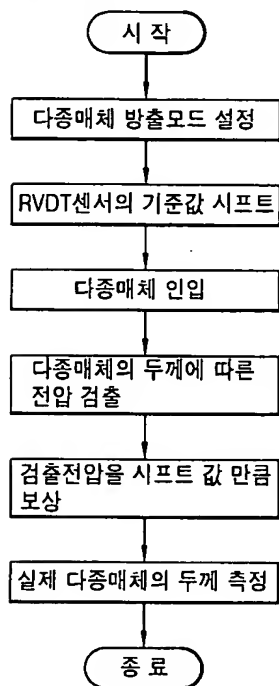 시 작
다종매체 방출모드 설정
RVDT센서의 기준값 시프트
다종매체 인입
다종매체의 두께에 따른
전압 검출
검출전압을 시프트 값 만큼
보상
실제 다종매체의 두께 측정
종 료